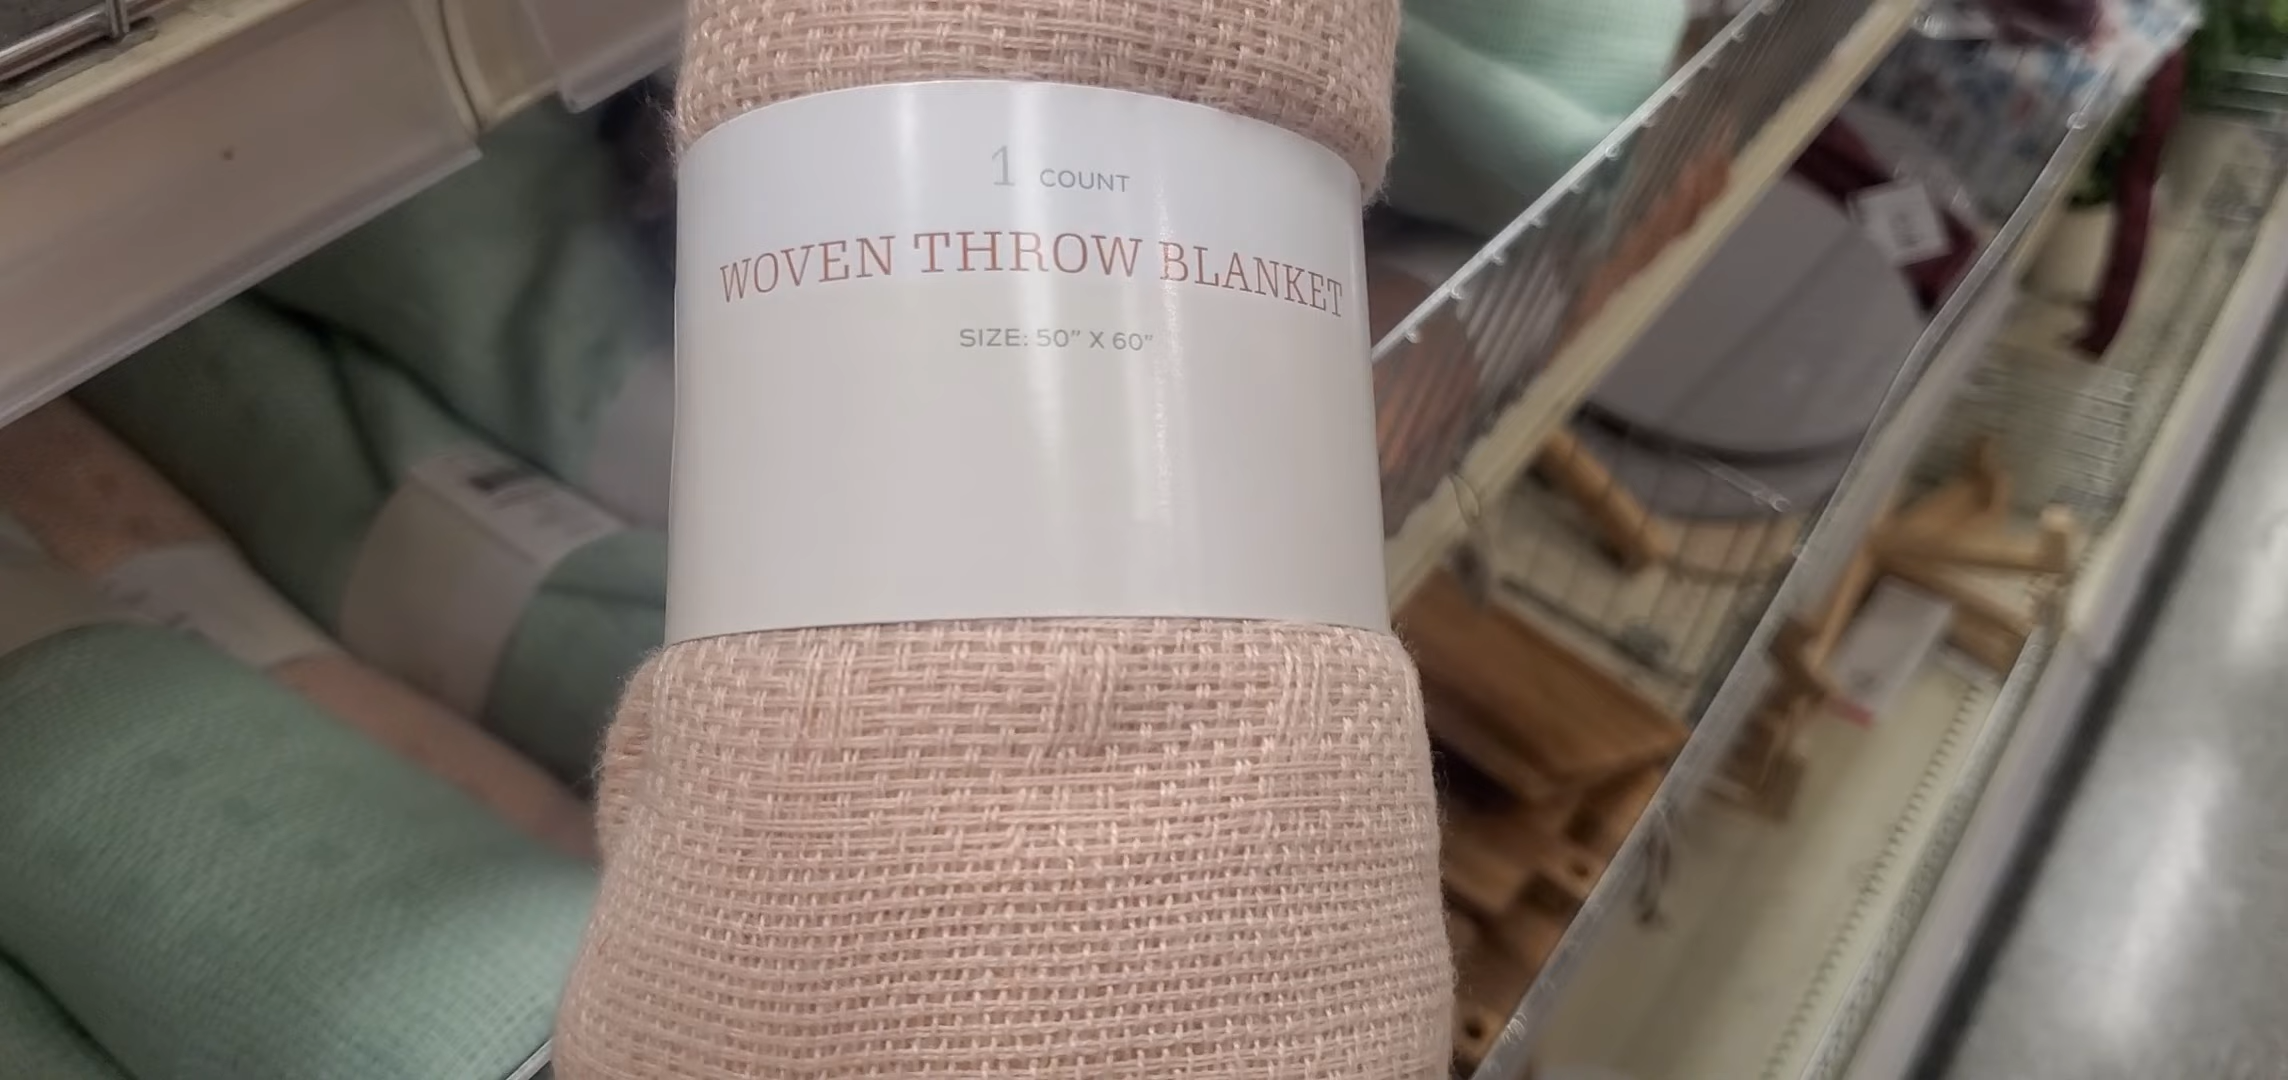 1 COUNT
WOVEN THROW BLANKET
SIZE: 50” X 60”